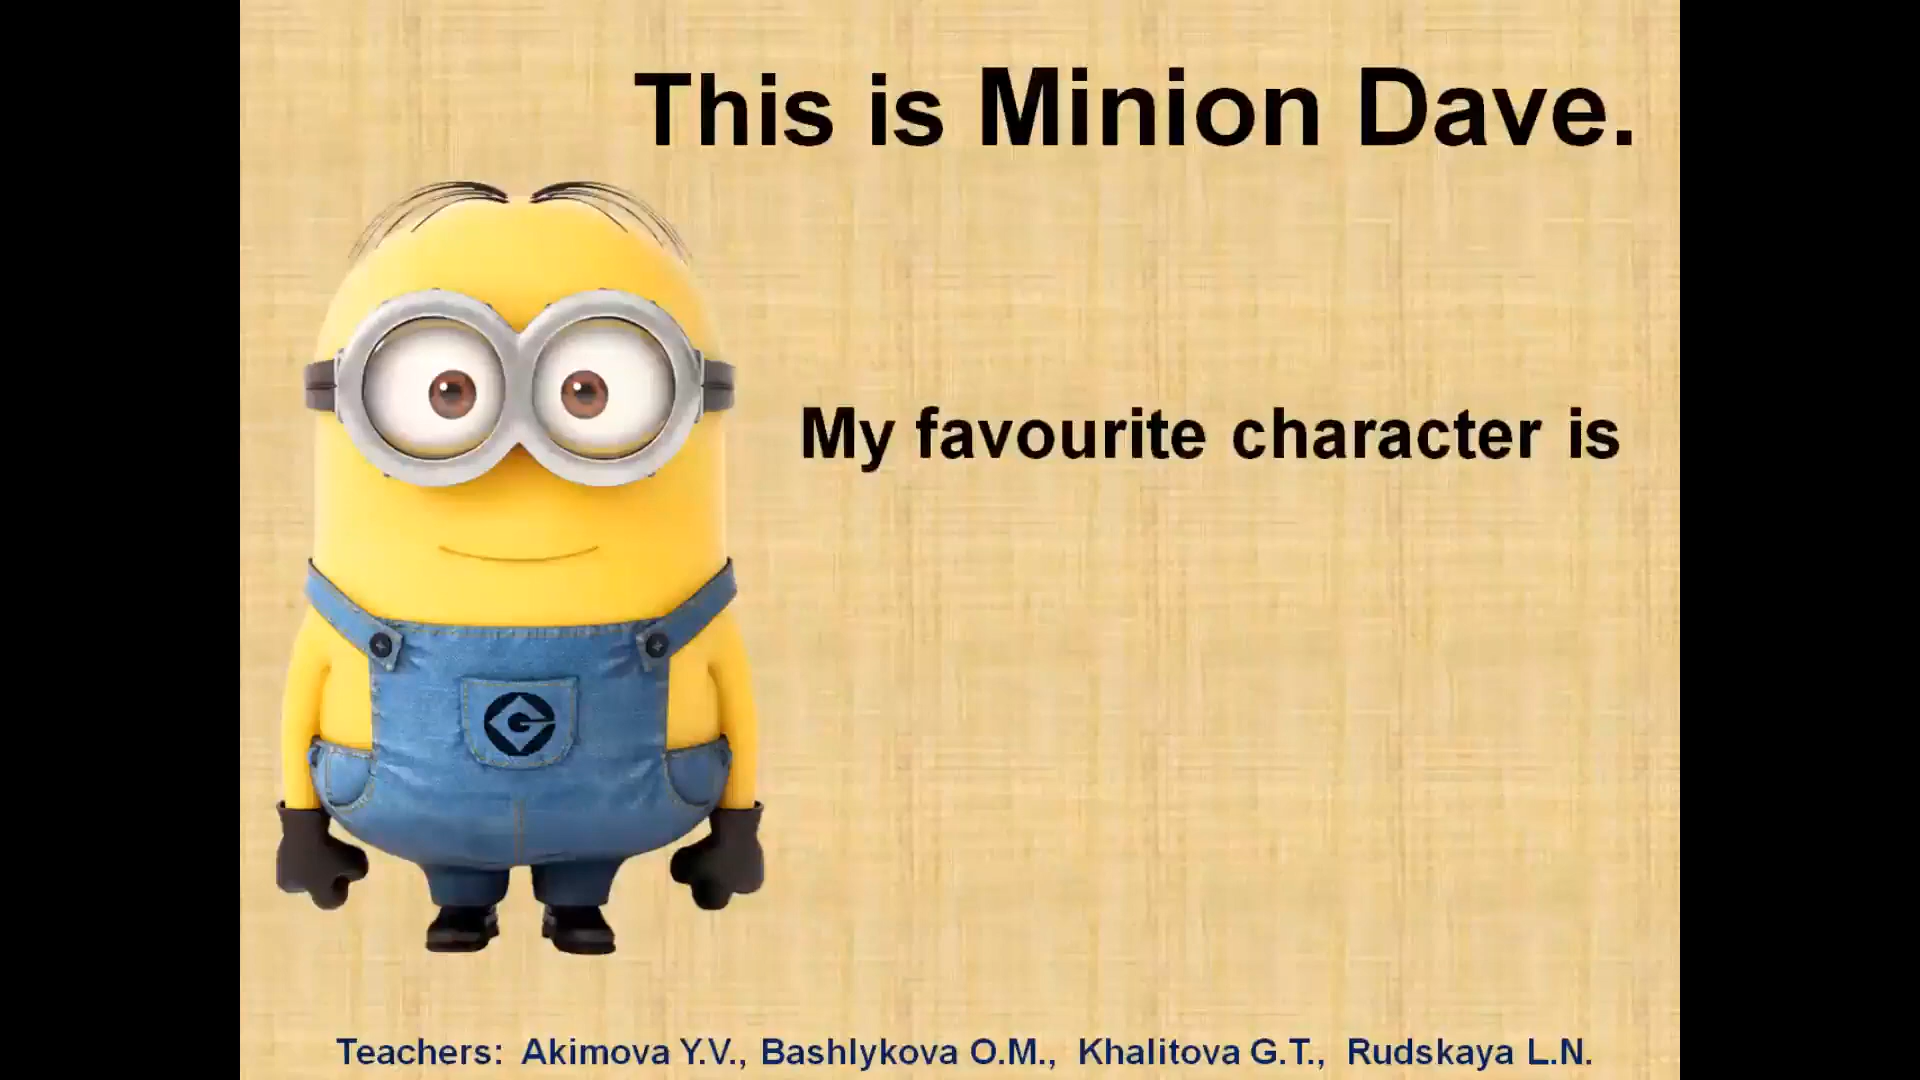 This is Minion Dave.
My favourite character is
Teachers: Akimova Y.V., Bashlykova O.M., Khalitova G.T., Rudskaya L.N.